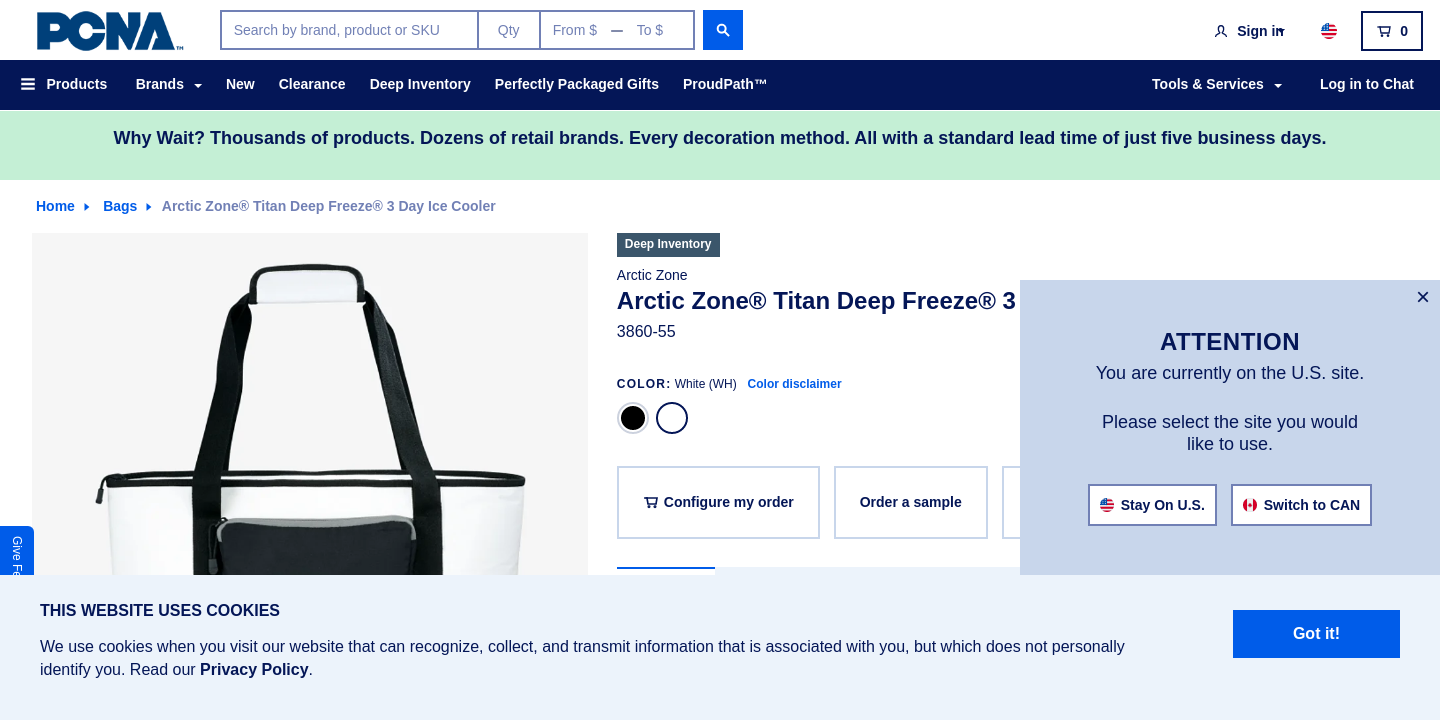 PCNA™
Search by brand, product or SKU
Qty
From $ — To $
Sign in
0
Products
Brands
New
Clearance
Deep Inventory
Perfectly Packaged Gifts
ProudPath™
Tools & Services
Log in to Chat
Why Wait? Thousands of products. Dozens of retail brands. Every decoration method. All with a standard lead time of just five business days.
Home
Bags
Arctic Zone® Titan Deep Freeze® 3 Day Ice Cooler
Deep Inventory
Arctic Zone
Arctic Zone® Titan Deep Freeze® 3
3860-55
COLOR: White (WH) Color disclaimer
Configure my order
Order a sample
×
ATTENTION
You are currently on the U.S. site.
Please select the site you would
like to use.
Stay On U.S.
Switch to CAN
Give
THIS WEBSITE USES COOKIES
We use cookies when you visit our website that can recognize, collect, and transmit information that is associated with you, but which does not personally
identify you. Read our Privacy Policy.
Got it!